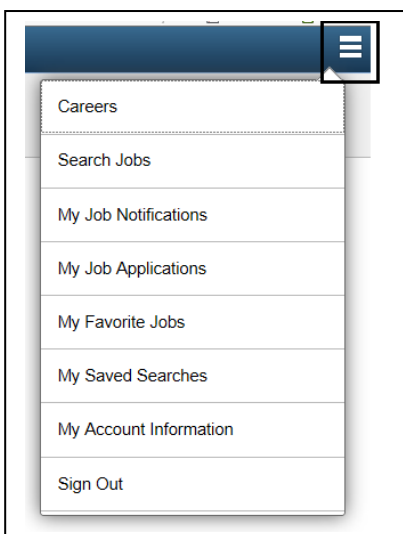 Careers
Search Jobs
My Job Notifications
My Job Applications
My Favorite Jobs
My Saved Searches
My Account Information
Sign Out